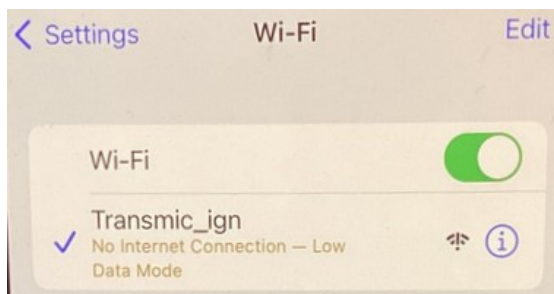 Settings
Wi-Fi
Edit
Wi-Fi
Transmic_ign
No Internet Connection — Low
Data Mode